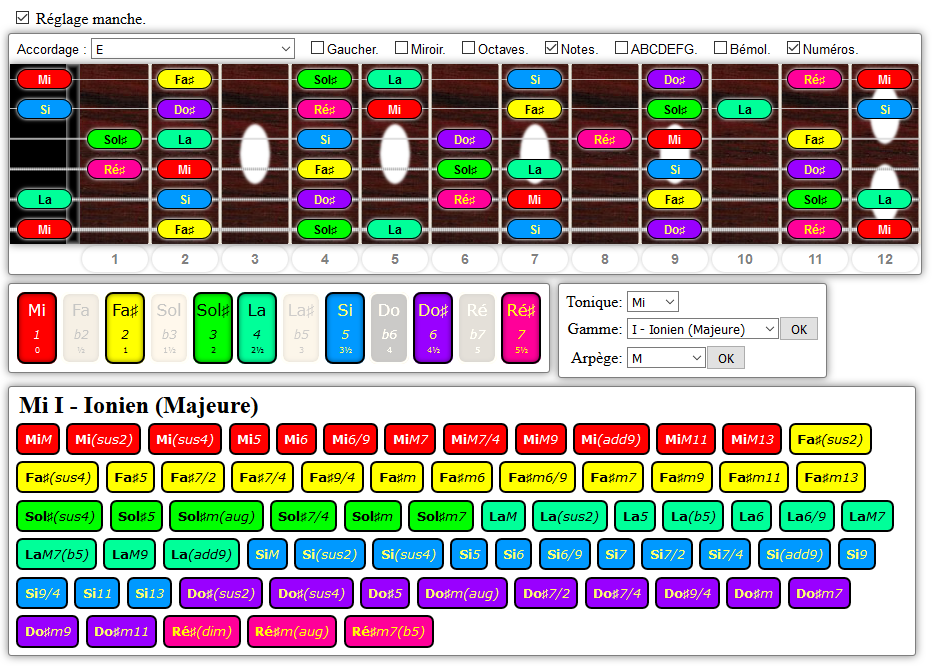 Réglage manche.
Accordage : E Gaucher. Miroir. Octaves. Notes. ABCDEFG. Bémol. Numéros.
Mi Fa♯ Sol♯ La Si Do♯ Ré♯ Mi
Si Do♯ Ré♯ Mi Fa♯ Sol♯ La Si
Sol♯ La Si Do♯ Ré♯ Mi Fa♯
Ré♯ Mi Fa♯ Sol♯ La Si Do♯
La Si Do♯ Ré♯ Mi Fa♯ Sol♯ La
Mi Fa♯ Sol♯ La Si Do♯ Ré♯ Mi
1 2 3 4 5 6 7 8 9 10 11 12
Mi Fa Fa♯ Sol Sol♯ La La♯ Si Do Do♯ Ré Ré♯
1 b2 2 b3 3 4 b5 5 b6 6 b7 7
0 ½ 1 1½ 2 2½ 3 3½ 4 4½ 5 5½
Tonique: Mi
Gamme: I - Ionien (Majeure) OK
Arpège: M OK
Mi I - Ionien (Majeure)
MiM Mi(sus2) Mi(sus4) Mi5 Mi6 Mi6/9 MiM7 MiM7/4 MiM9 Mi(add9) MiM11 MiM13 Fa♯(sus2)
Fa♯(sus4) Fa♯5 Fa♯7/2 Fa♯7/4 Fa♯9/4 Fa♯m Fa♯m6 Fa♯m6/9 Fa♯m7 Fa♯m9 Fa♯m11 Fa♯m13
Sol♯(sus4) Sol♯5 Sol♯m(aug) Sol♯7/4 Sol♯m Sol♯m7 LaM La(sus2) La5 La(b5) La6 La6/9 LaM7
LaM7(b5) LaM9 La(add9) SiM Si(sus2) Si(sus4) Si5 Si6 Si6/9 Si7 Si7/2 Si7/4 Si(add9) Si9
Si9/4 Si11 Si13 Do♯(sus2) Do♯(sus4) Do♯5 Do♯m(aug) Do♯7/2 Do♯7/4 Do♯9/4 Do♯m Do♯m7
Do♯m9 Do♯m11 Ré♯(dim) Ré♯m(aug) Ré♯m7(b5)